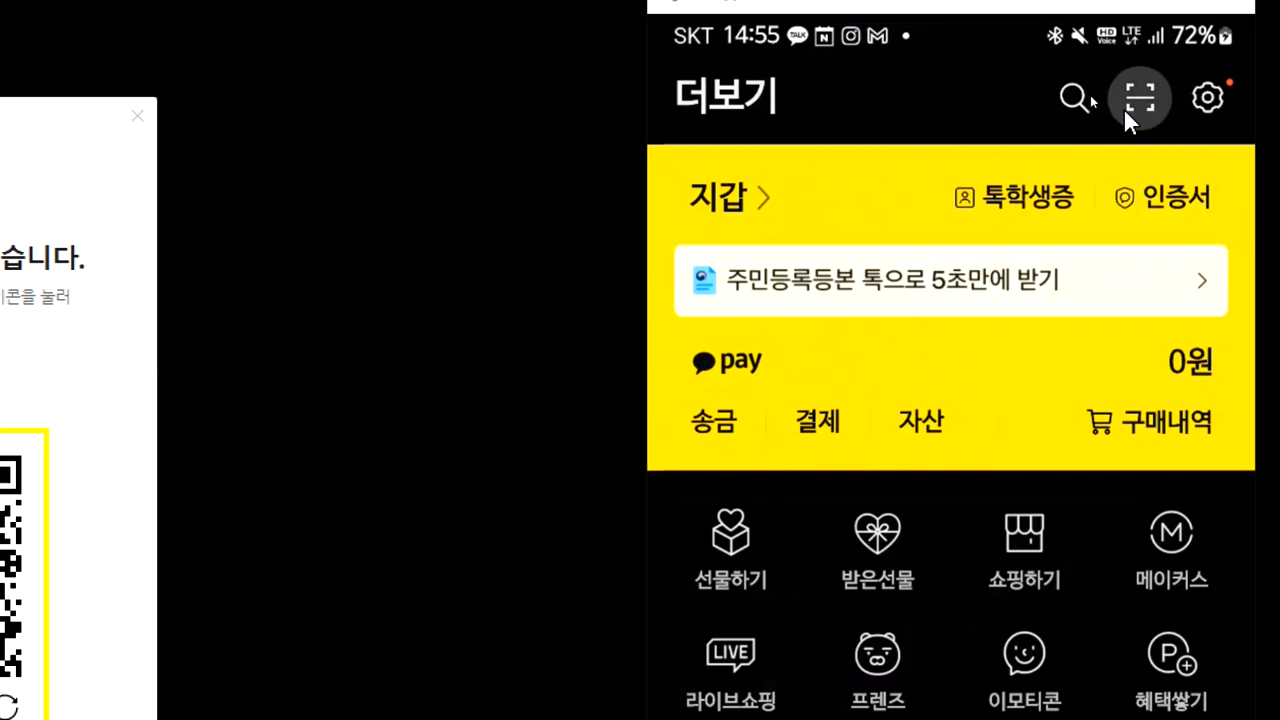 습니다.
콘을 눌러
SKT 14:55 TALK N M HD Voice LTE 72%
더보기
지갑 톡학생증 인증서
주민등록등본 톡으로 5초만에 받기
pay 0원
송금 결제 자산 구매내역
선물하기 받은선물 쇼핑하기 M 메이커스
LIVE P
라이브쇼핑 프렌즈 이모티콘 혜택쌓기